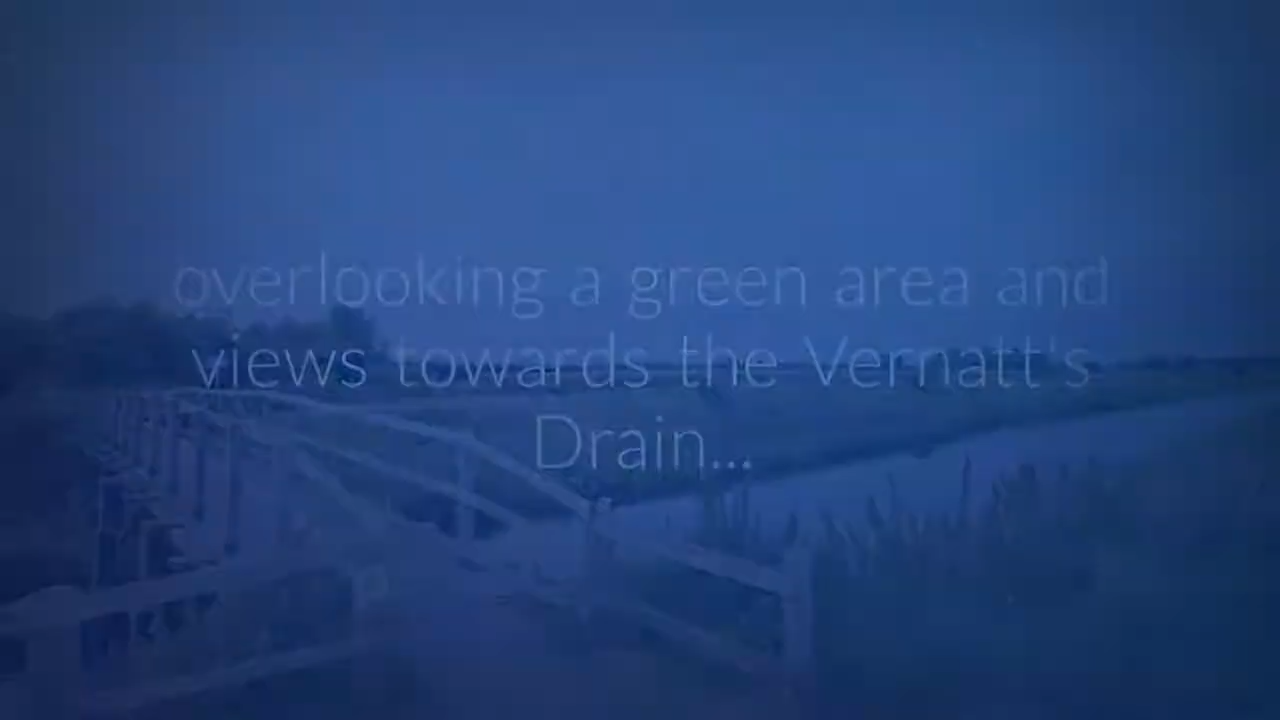 overlooking a green area and
views towards the Vernatt's
Drain...